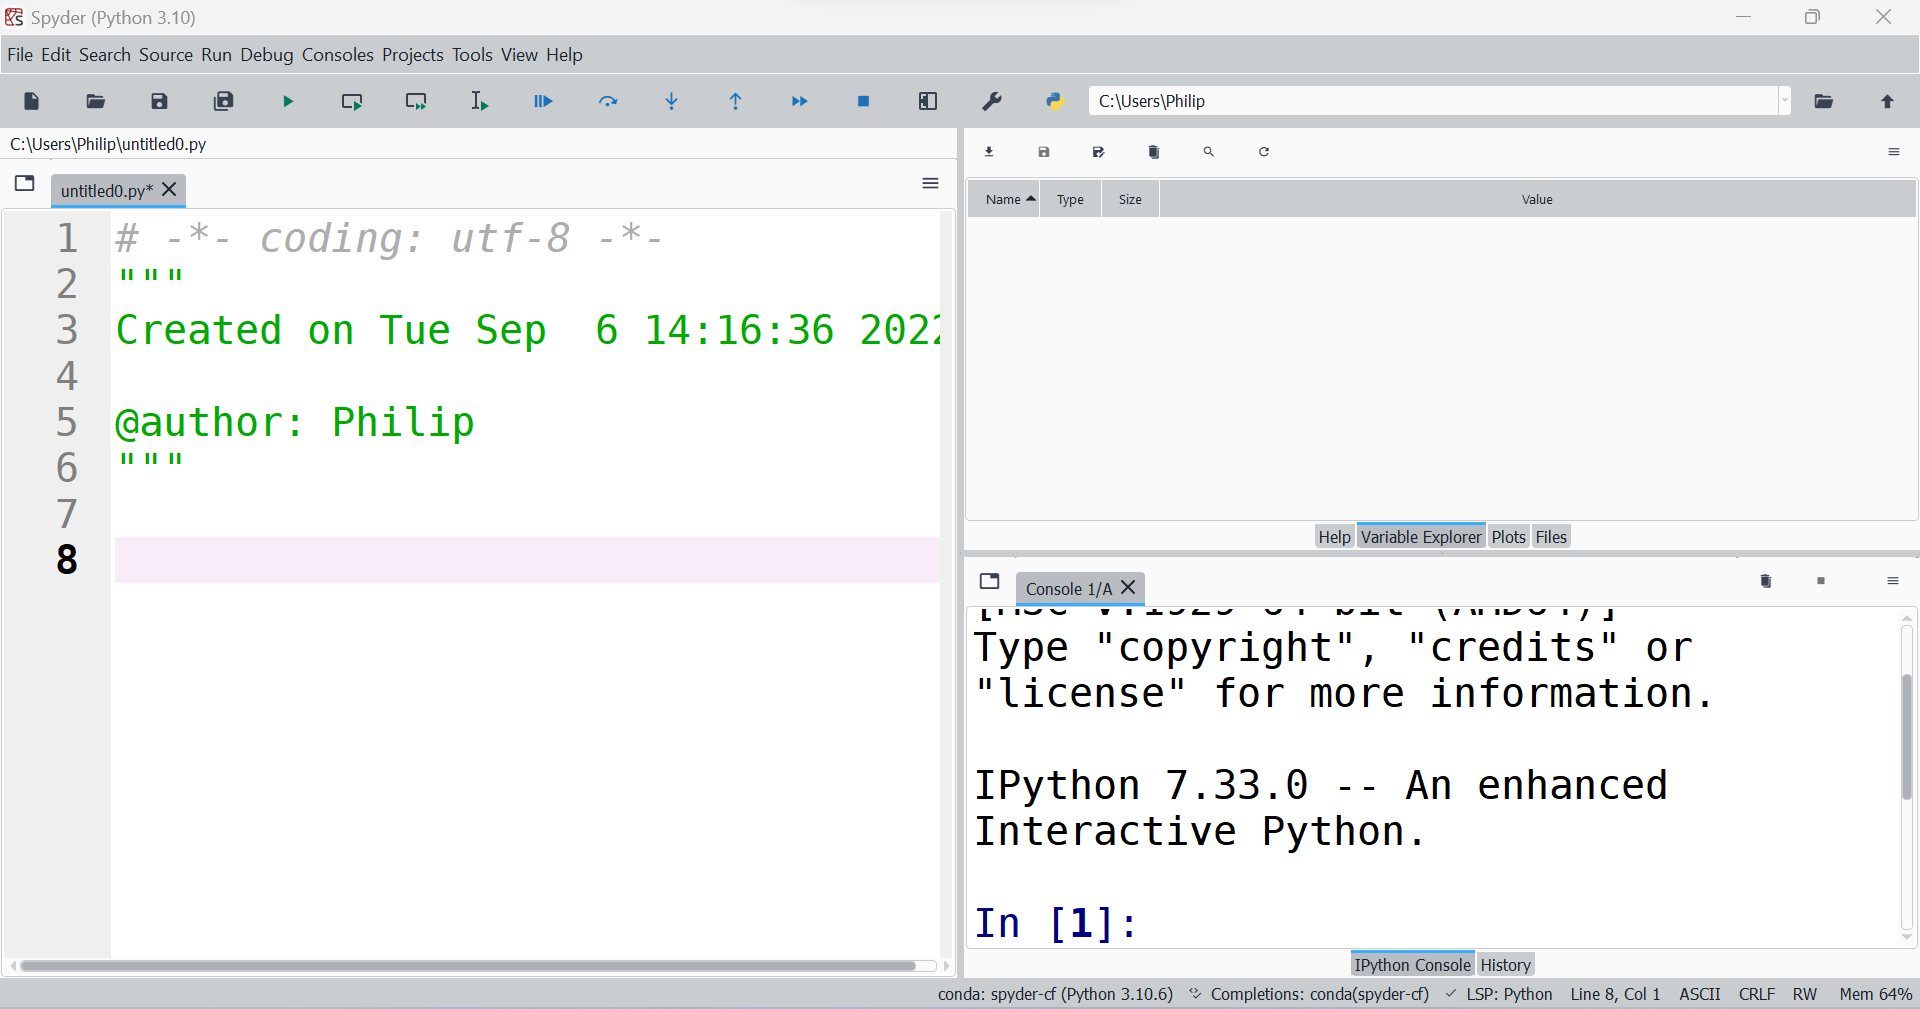 Spyder (Python 3.10)
File Edit Search Source Run Debug Consoles Projects Tools View Help
C:\Users\Philip
C:\Users\Philip\untitled0.py
untitled0.py*
1 # -*- coding: utf-8 -*-
2 """
3 Created on Tue Sep  6 14:16:36 2022
4
5 @author: Philip
6 """
7
8
Name Type Size Value
Help Variable Explorer Plots Files
Console 1/A
Type "copyright", "credits" or
"license" for more information.
IPython 7.33.0 -- An enhanced
Interactive Python.
In [1]:
IPython Console History
conda: spyder-cf (Python 3.10.6) Completions: conda(spyder-cf) LSP: Python Line 8, Col 1 ASCII CRLF RW Mem 64%